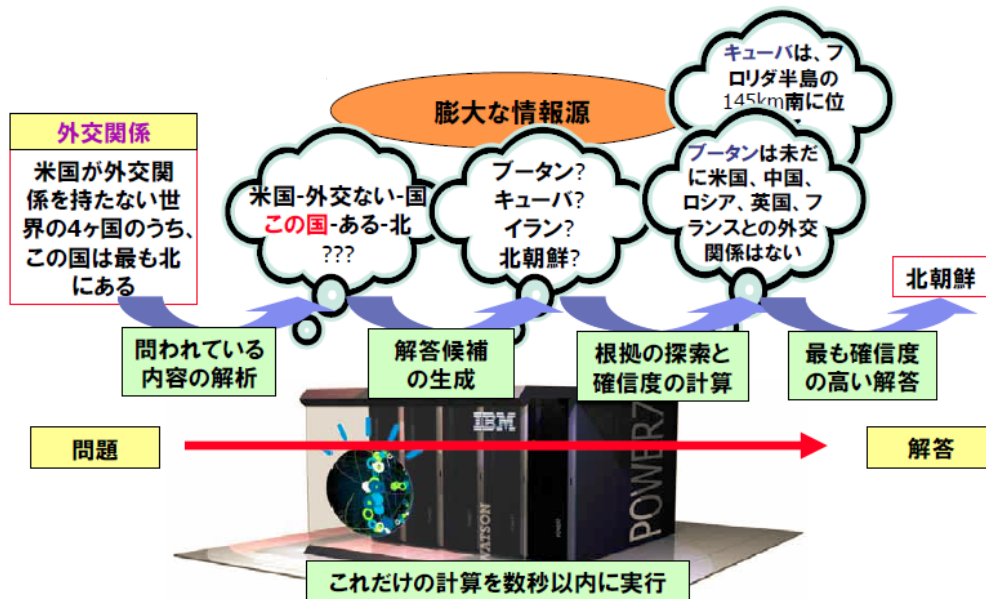 キューバは、フ
ロリダ半島の
145km南に位
膨大な情報源
外交関係
米国が外交関
係を持たない世
界の4ヶ国のうち、
この国は最も北
にある
米国-外交ない-国
この国-ある-北
???
ブータン?
キューバ?
イラン?
北朝鮮?
ブータンは未だ
に米国、中国、
ロシア、英国、フ
ランスとの外交
関係はない
北朝鮮
問われている
内容の解析
解答候補
の生成
根拠の探索と
確信度の計算
最も確信度
の高い解答
問題
解答
IBM
WATSON
POWER7
これだけの計算を数秒以内に実行